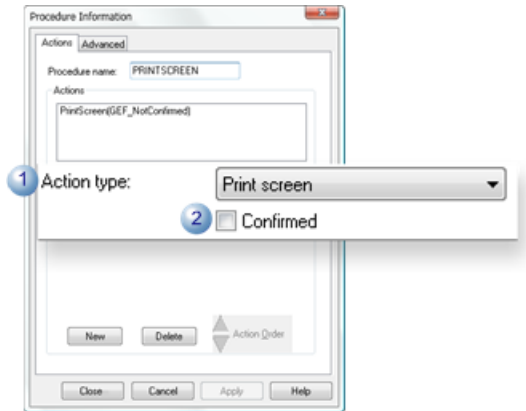 Procedure Information
Actions Advanced
Procedure name: PRINTSCREEN
Actions
PrintScreen(GEF_NotConfirmed)
1 Action type: Print screen
2 Confirmed
New Delete Action Order
Close Cancel Apply Help